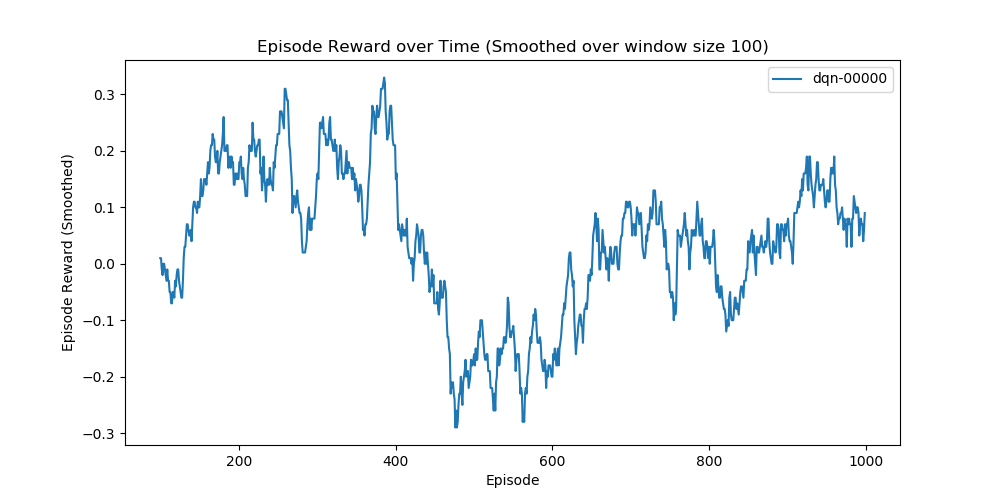 Episode Reward over Time (Smoothed over window size 100)
dqn-00000
Episode Reward (Smoothed)
0.3
0.2
0.1
0.0
−0.1
−0.2
−0.3
200 400 600 800 1000
Episode